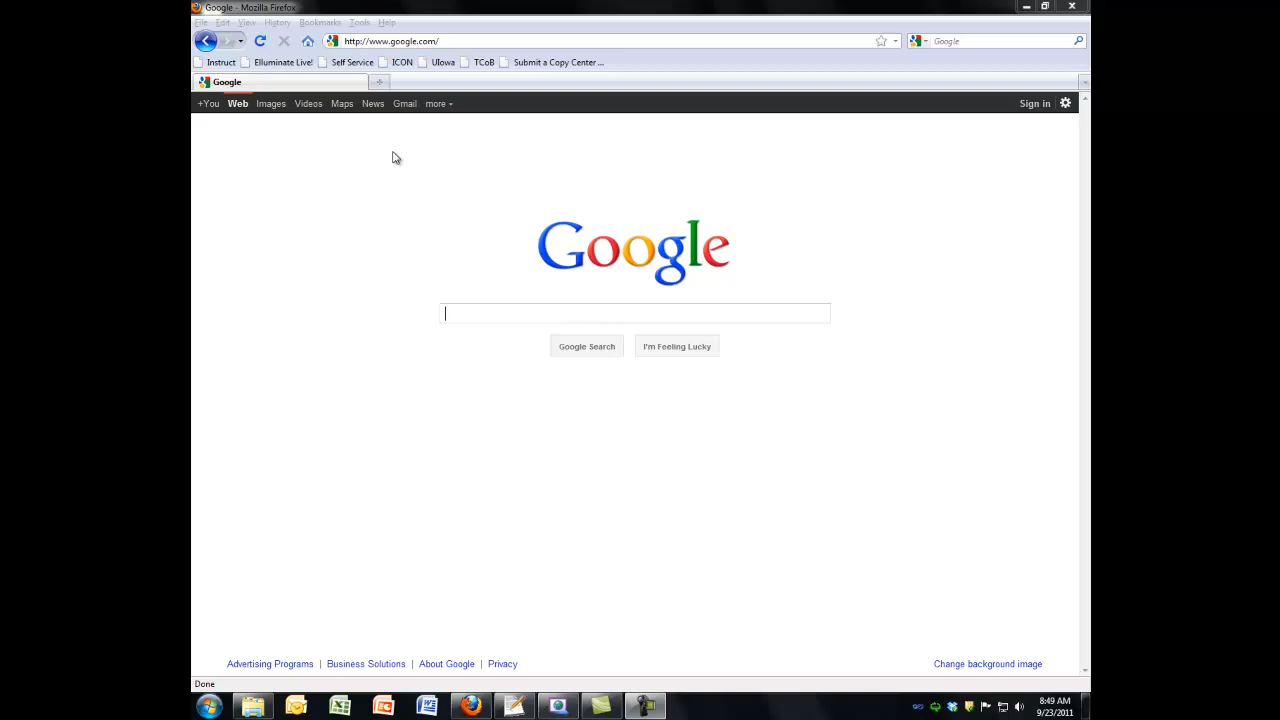 Google - Mozilla Firefox
File Edit View History Bookmarks Tools Help
http://www.google.com/ Google
Instruct Elluminate Live! Self Service ICON UIowa TCoB Submit a Copy Center ...
Google
+You Web Images Videos Maps News Gmail more Sign in
Google
Google Search I'm Feeling Lucky
Advertising Programs | Business Solutions | About Google | Privacy Change background image
Done
8:49 AM
9/23/2011